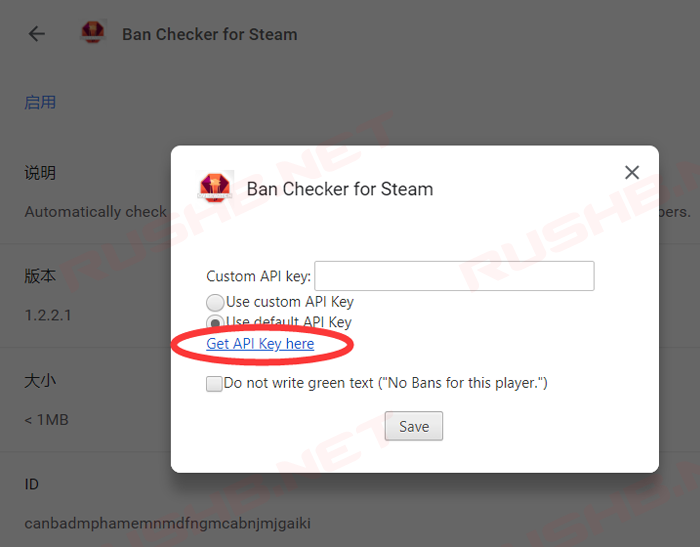 Ban Checker for Steam
启用
说明
Automatically check
bers.
版本
1.2.2.1
大小
< 1MB
ID
canbadmphamemnmdfngmcabnjmjgaiki
Ban Checker for Steam
Custom API key:
Use custom API Key
Use default API Key
Get API Key here
Do not write green text ("No Bans for this player.")
Save
RUSHB.NET
RUSHB.NET
RUSHB.NET